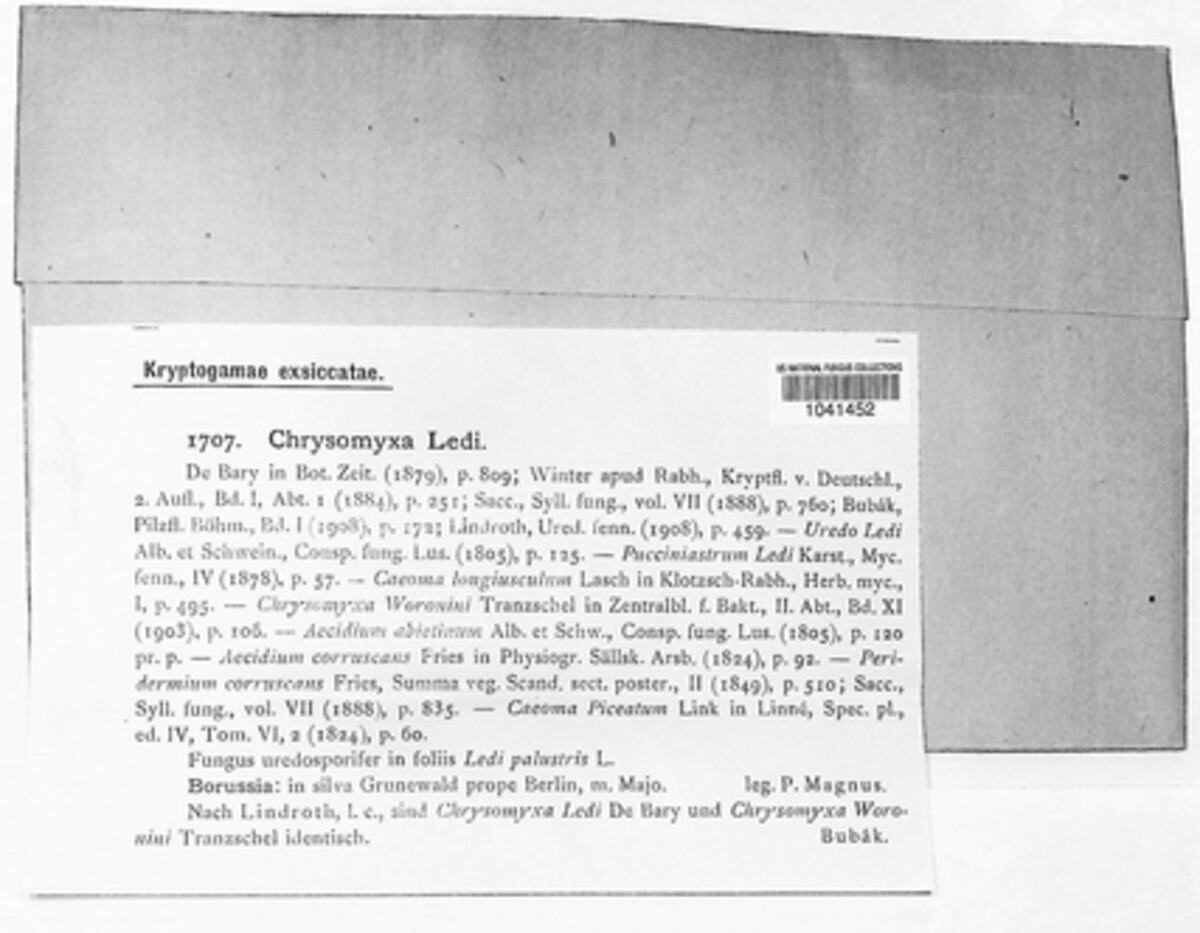 Kryptogamae exsiccatae.
US NATIONAL FUNGUS COLLECTIONS
1041452
1707. Chrysomyxa Ledi.
De Bary in Bot. Zeit. (1879), p. 809; Winter apud Rabh., Kryptfl. v. Deutschl.,
2. Aufl., Bd. I, Abt. 1 (1884), p. 251; Sacc., Syll. fung., vol. VII (1888), p. 760; Bubák,
Pilzfl. Böhm., Bd. I (1908), p. 172; Lindroth, Ured. fenn. (1908), p. 459. — Uredo Ledi
Alb. et Schwein., Consp. fung. Lus. (1805), p. 125. — Pucciniastrum Ledi Karst., Myc.
fenn., IV (1878), p. 57. — Caeoma longiusculum Lasch in Klotzsch-Rabh., Herb. myc.,
I, p. 495. — Chrysomyxa Woronini Tranzschel in Zentralbl. f. Bakt., II. Abt., Bd. XI
(1903), p. 106. — Aecidium abietinum Alb. et Schw., Consp. fung. Lus. (1805), p. 120
pr. p. — Aecidium corruscans Fries in Physiogr. Sällsk. Arsb. (1824), p. 92. — Peri-
dermium corruscans Fries, Summa veg. Scand. sect. poster., II (1849), p. 510; Sacc.,
Syll. fung., vol. VII (1888), p. 835. — Caeoma Piceatum Link in Linné, Spec. pl.,
ed. IV, Tom. VI, 2 (1824), p. 60.
Fungus uredosporifer in foliis Ledi palustris L.
Borussia: in silva Grunewald prope Berlin, m. Majo. leg. P. Magnus.
Nach Lindroth, l. c., sind Chrysomyxa Ledi De Bary und Chrysomyxa Woro-
nini Tranzschel identisch. Bubák.